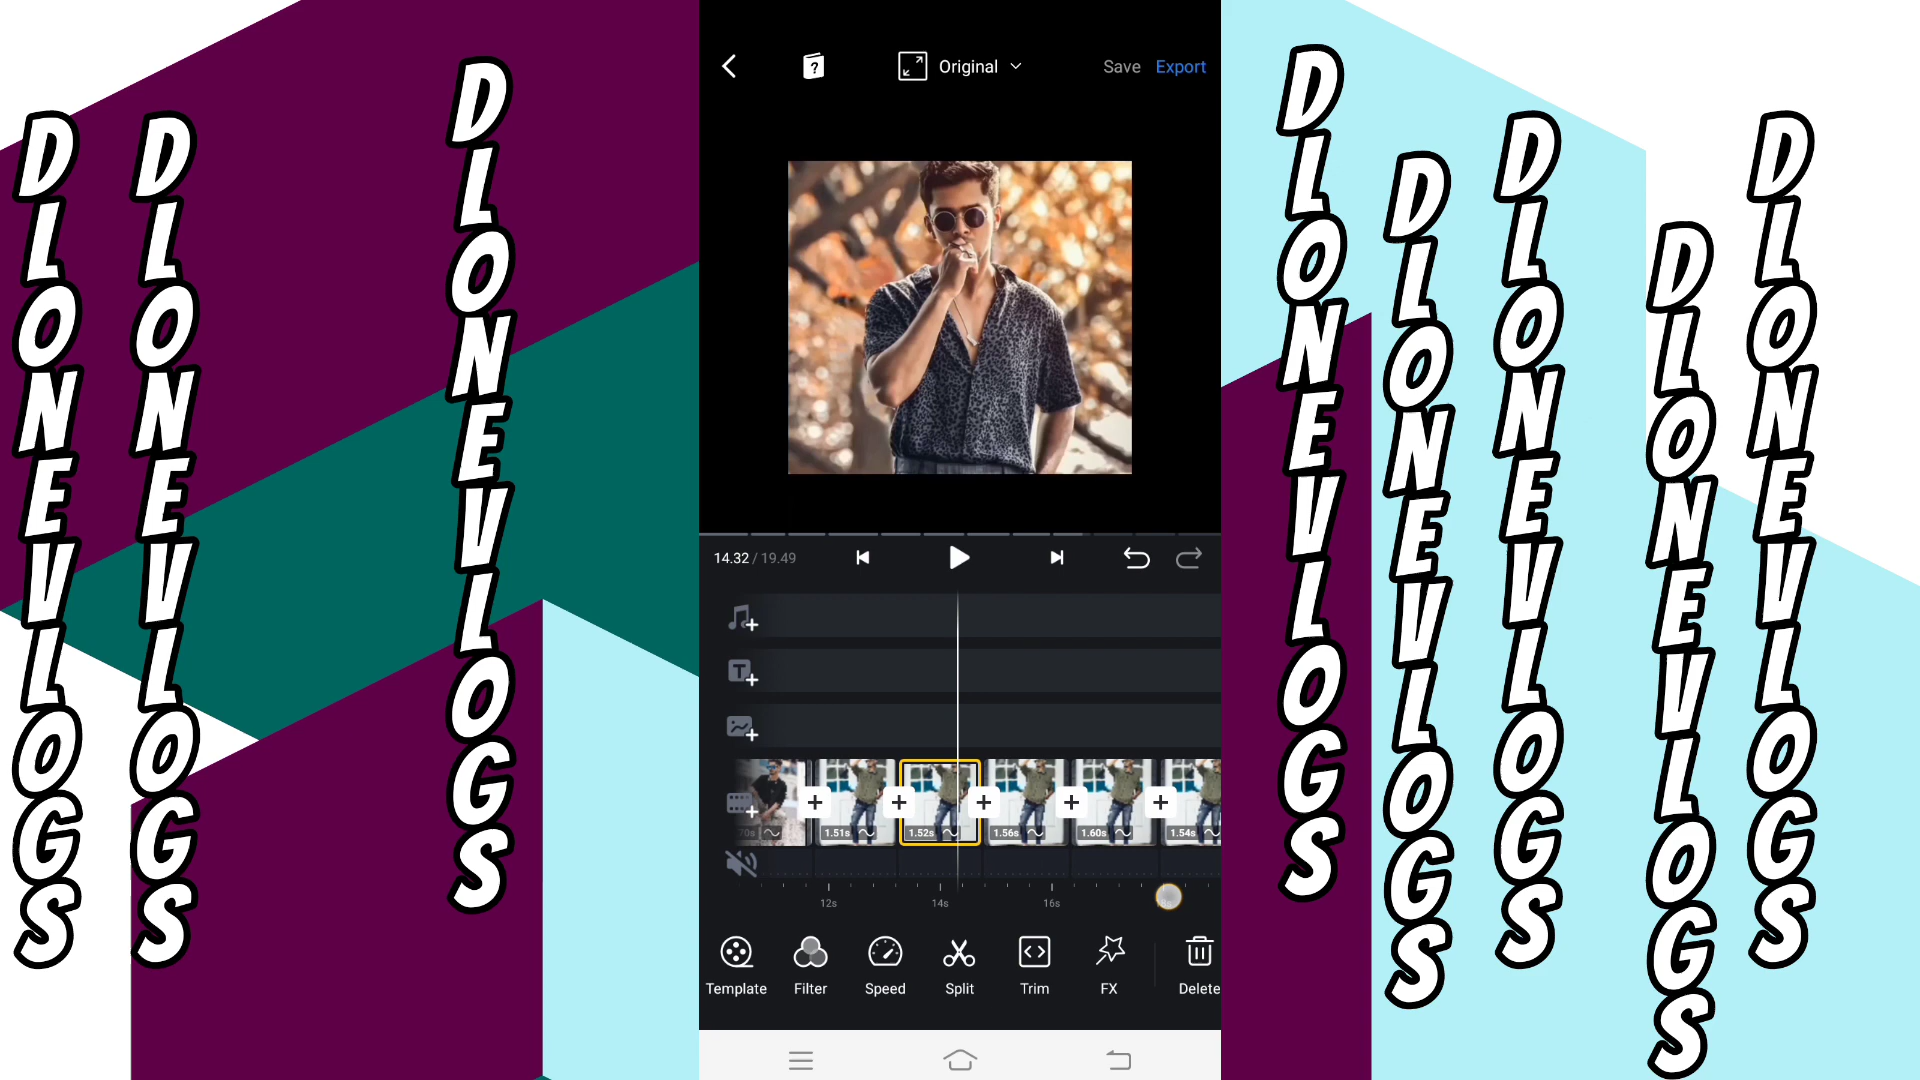 DLONEVLOGS
DLONEVLOGS
DLONEVLOGS
Original
Save
Export
14.32 / 19.49
70s
1.51s
1.52s
1.56s
1.60s
1.54s
12s
14s
16s
Template
Filter
Speed
Split
Trim
FX
Delete
DLONEVLOGS
DLONEVLOGS
DLONEVLOGS
DLONEVLOGS
DLONEVLOGS